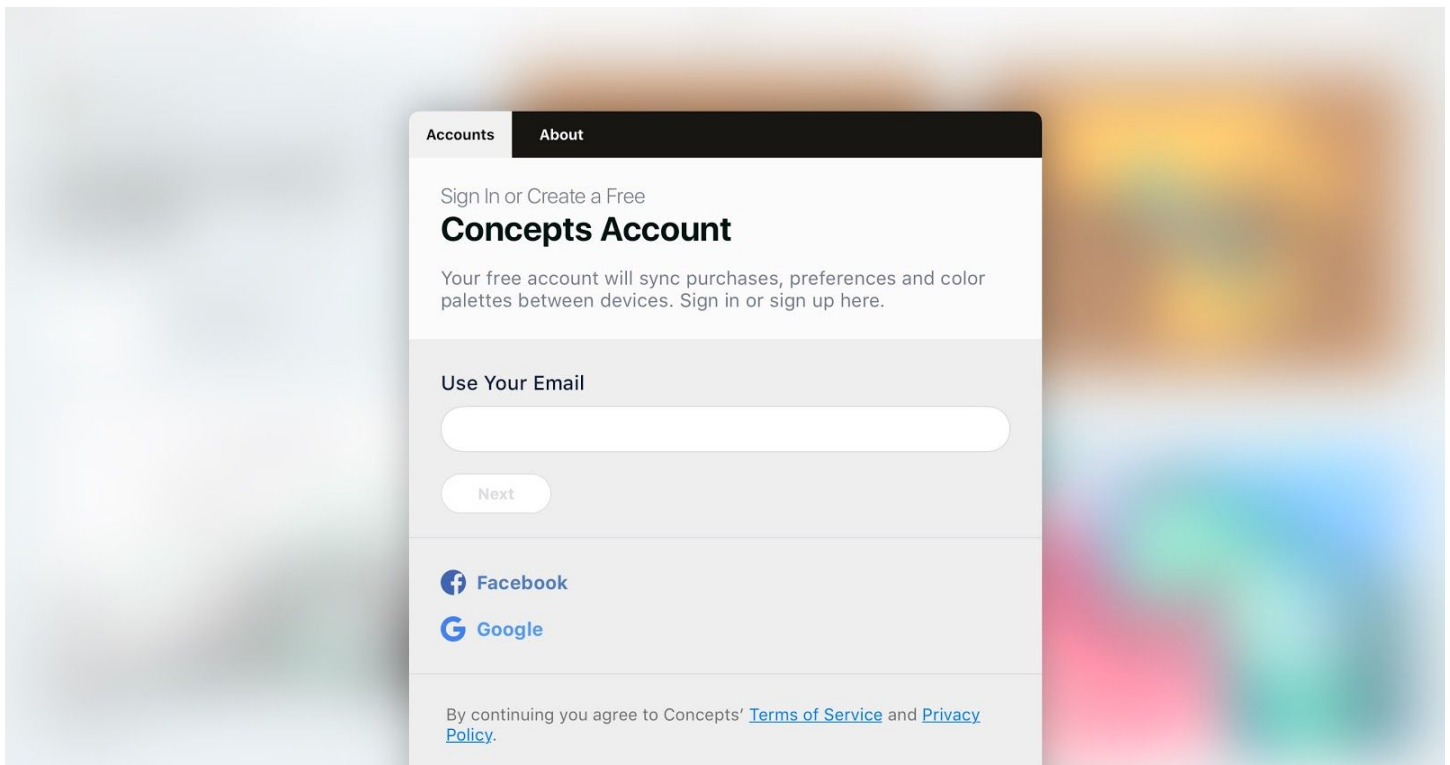 Accounts About
Sign In or Create a Free
Concepts Account
Your free account will sync purchases, preferences and color
palettes between devices. Sign in or sign up here.
Use Your Email
Next
Facebook
Google
By continuing you agree to Concepts’ Terms of Service and Privacy
Policy.